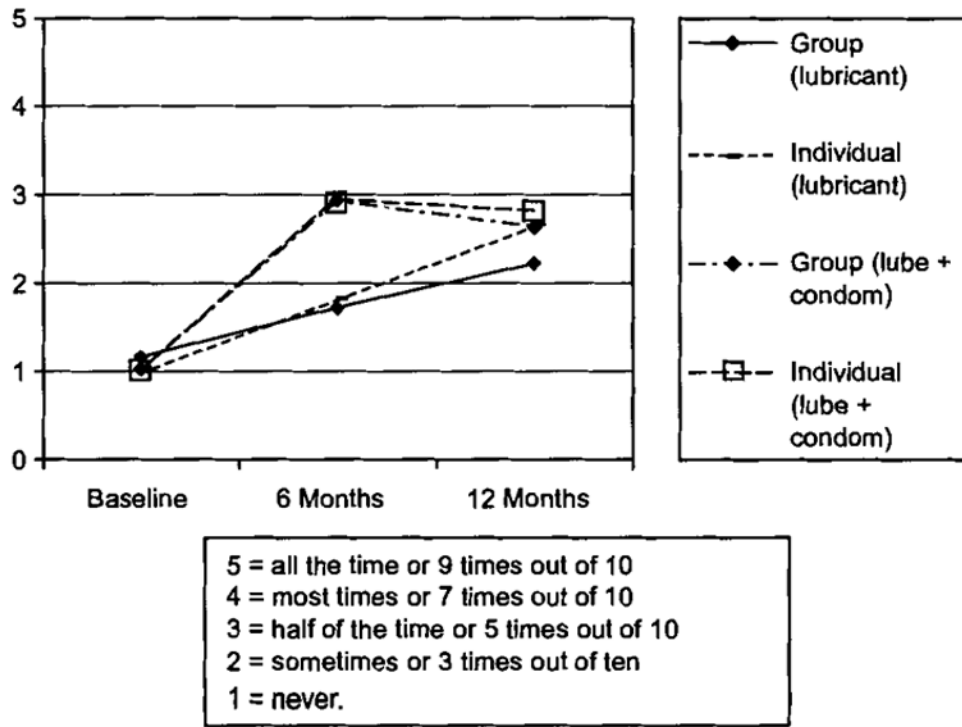 5
4
3
2
1
0
Baseline
6 Months
12 Months
Group
(lubricant)
Individual
(lubricant)
Group (lube +
condom)
Individual
(lube +
condom)
5 = all the time or 9 times out of 10
4 = most times or 7 times out of 10
3 = half of the time or 5 times out of 10
2 = sometimes or 3 times out of ten
1 = never.